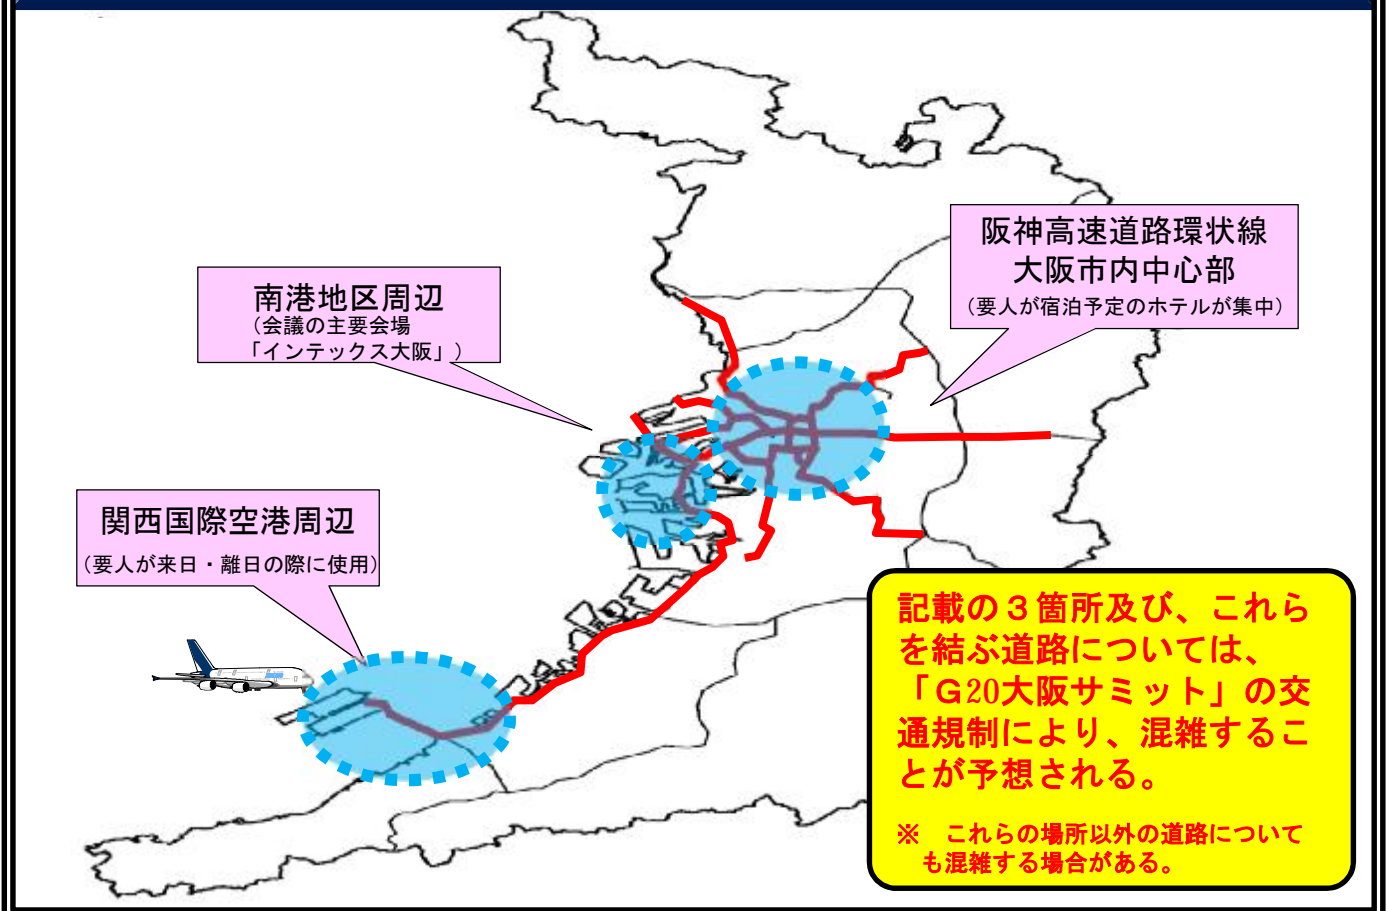 阪神高速道路環状線
大阪市内中心部
（要人が宿泊予定のホテルが集中）
南港地区周辺
（会議の主要会場
「インテックス大阪」）
関西国際空港周辺
（要人が来日・離日の際に使用）
記載の３箇所及び、これら
を結ぶ道路については、
「Ｇ20大阪サミット」の交
通規制により、混雑するこ
とが予想される。
※　これらの場所以外の道路について
も混雑する場合がある。